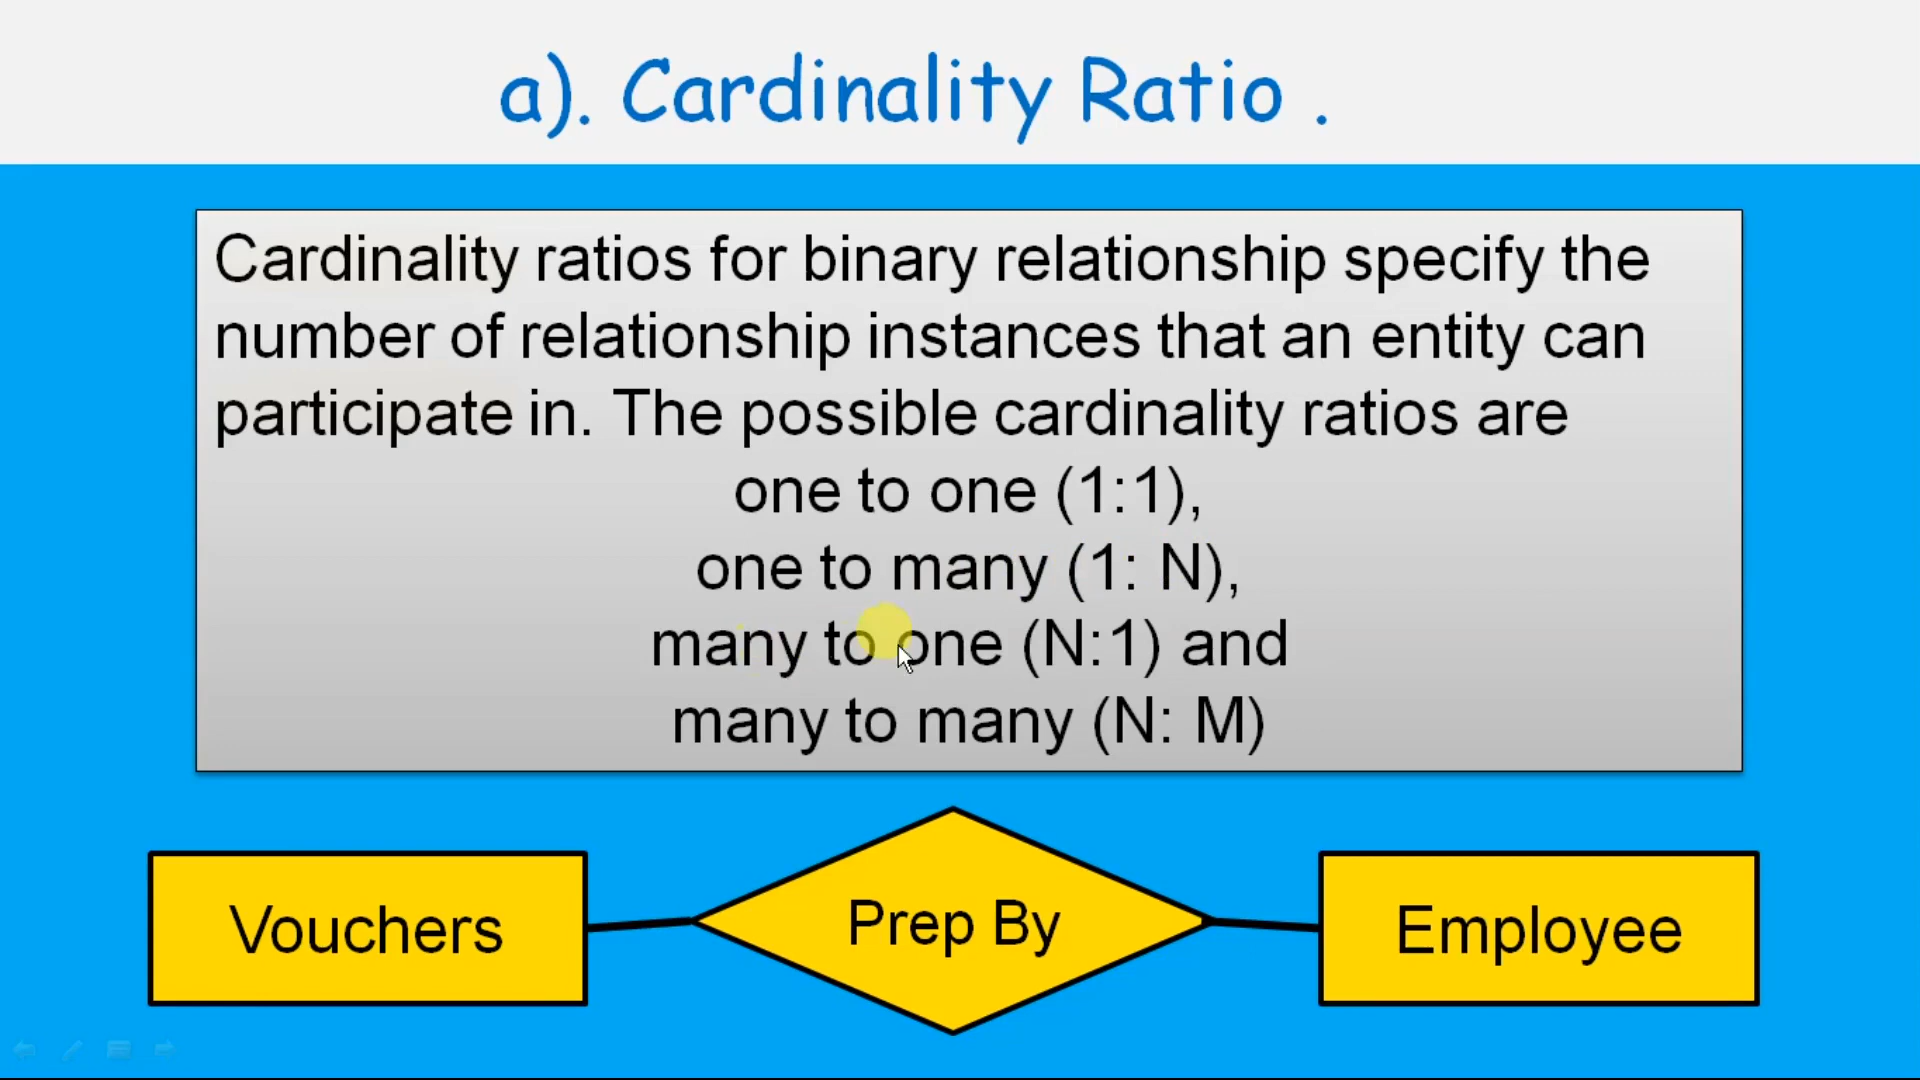 a). Cardinality Ratio .
Cardinality ratios for binary relationship specify the
number of relationship instances that an entity can
participate in. The possible cardinality ratios are
one to one (1:1),
one to many (1: N),
many to one (N:1) and
many to many (N: M)
Vouchers
Prep By
Employee